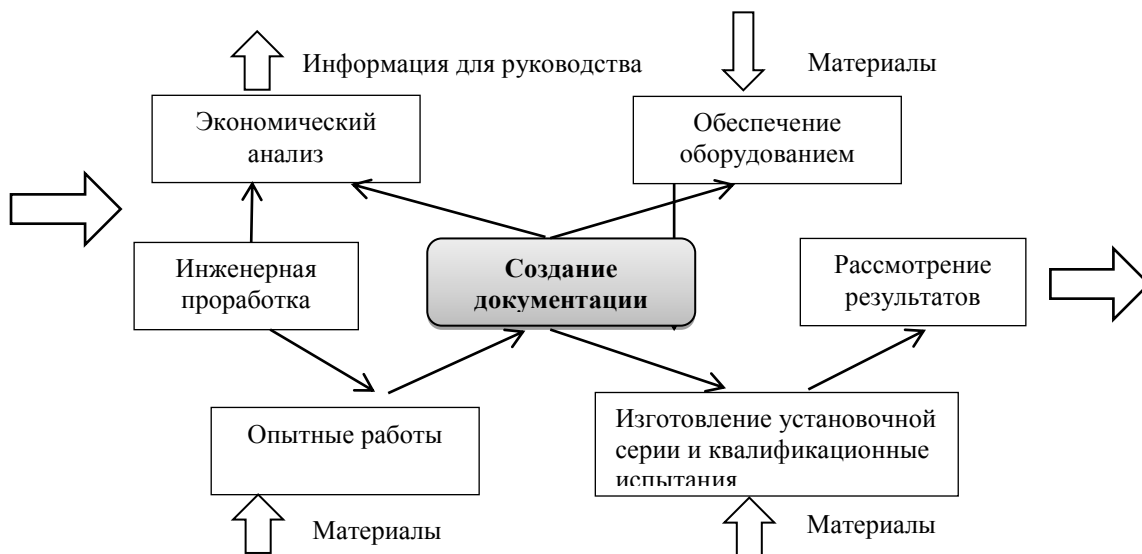 Информация для руководства
Материалы
Экономический
анализ
Обеспечение
оборудованием
Инженерная
проработка
Создание
документации
Рассмотрение
результатов
Опытные работы
Изготовление установочной
серии и квалификационные
испытания
Материалы
Материалы